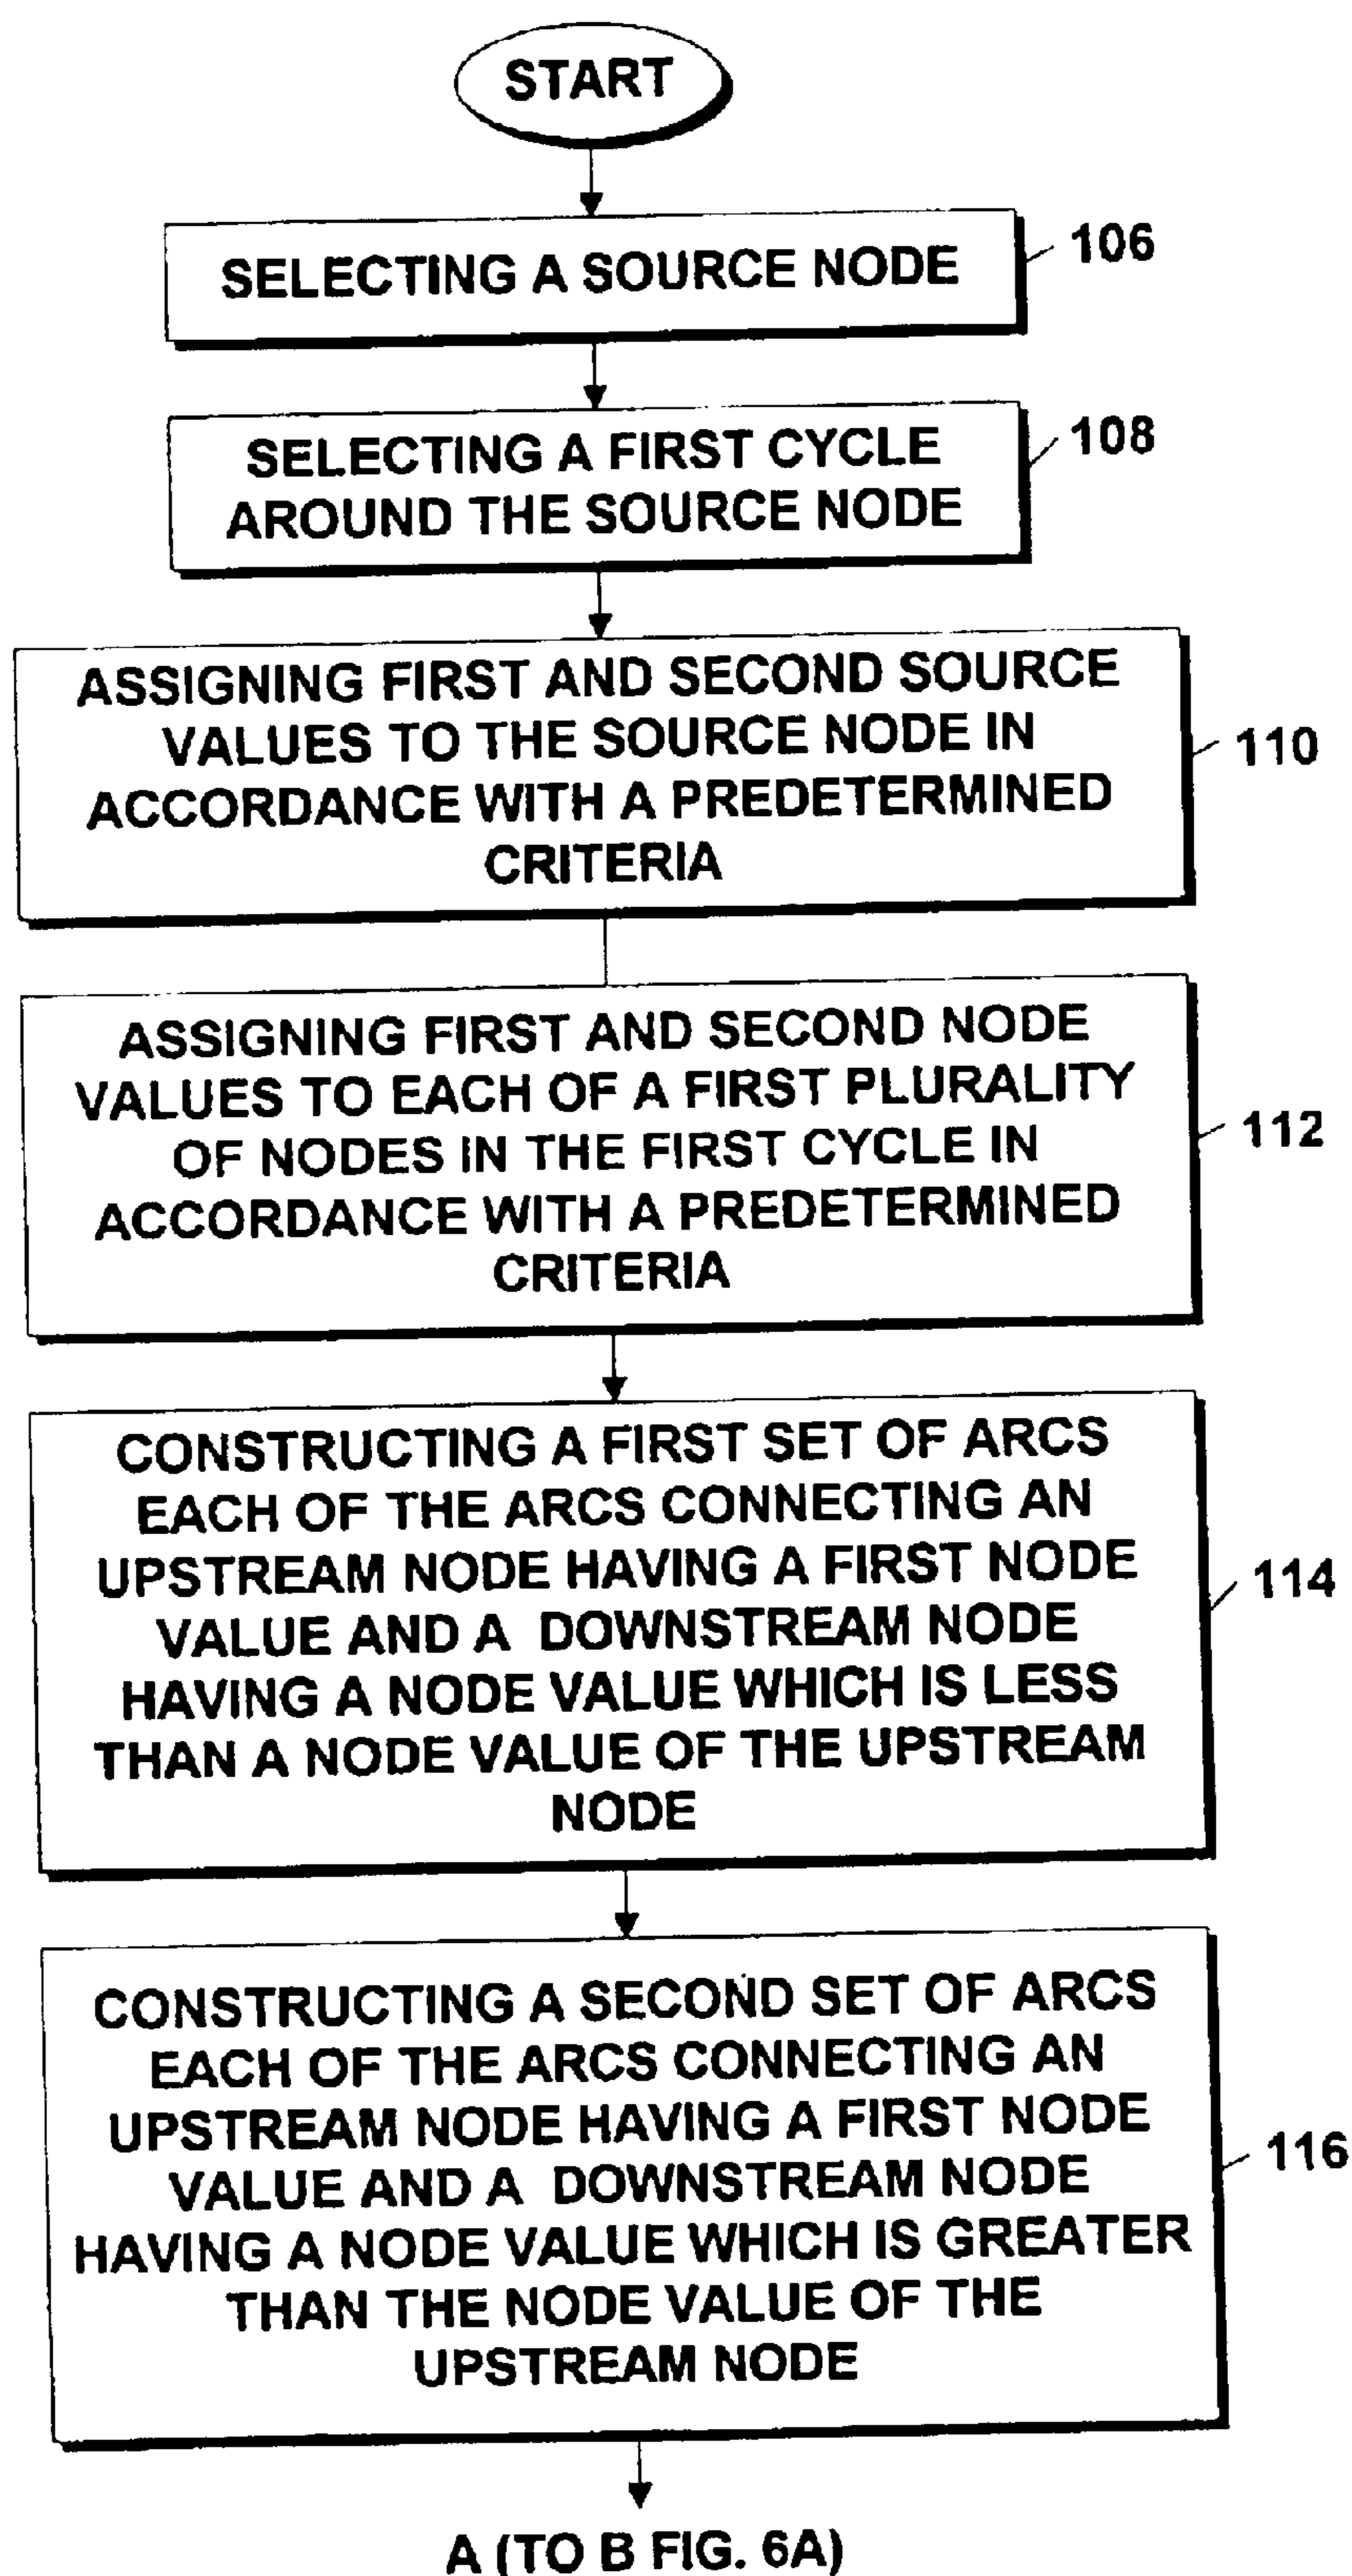 START
SELECTING A SOURCE NODE
106
SELECTING A FIRST CYCLE
AROUND THE SOURCE NODE
108
ASSIGNING FIRST AND SECOND SOURCE
VALUES TO THE SOURCE NODE IN
ACCORDANCE WITH A PREDETERMINED
CRITERIA
110
ASSIGNING FIRST AND SECOND NODE
VALUES TO EACH OF A FIRST PLURALITY
OF NODES IN THE FIRST CYCLE IN
ACCORDANCE WITH A PREDETERMINED
CRITERIA
112
CONSTRUCTING A FIRST SET OF ARCS
EACH OF THE ARCS CONNECTING AN
UPSTREAM NODE HAVING A FIRST NODE
VALUE AND A DOWNSTREAM NODE
HAVING A NODE VALUE WHICH IS LESS
THAN A NODE VALUE OF THE UPSTREAM
NODE
114
CONSTRUCTING A SECOND SET OF ARCS
EACH OF THE ARCS CONNECTING AN
UPSTREAM NODE HAVING A FIRST NODE
VALUE AND A DOWNSTREAM NODE
HAVING A NODE VALUE WHICH IS GREATER
THAN THE NODE VALUE OF THE
UPSTREAM NODE
116
A (TO B FIG. 6A)